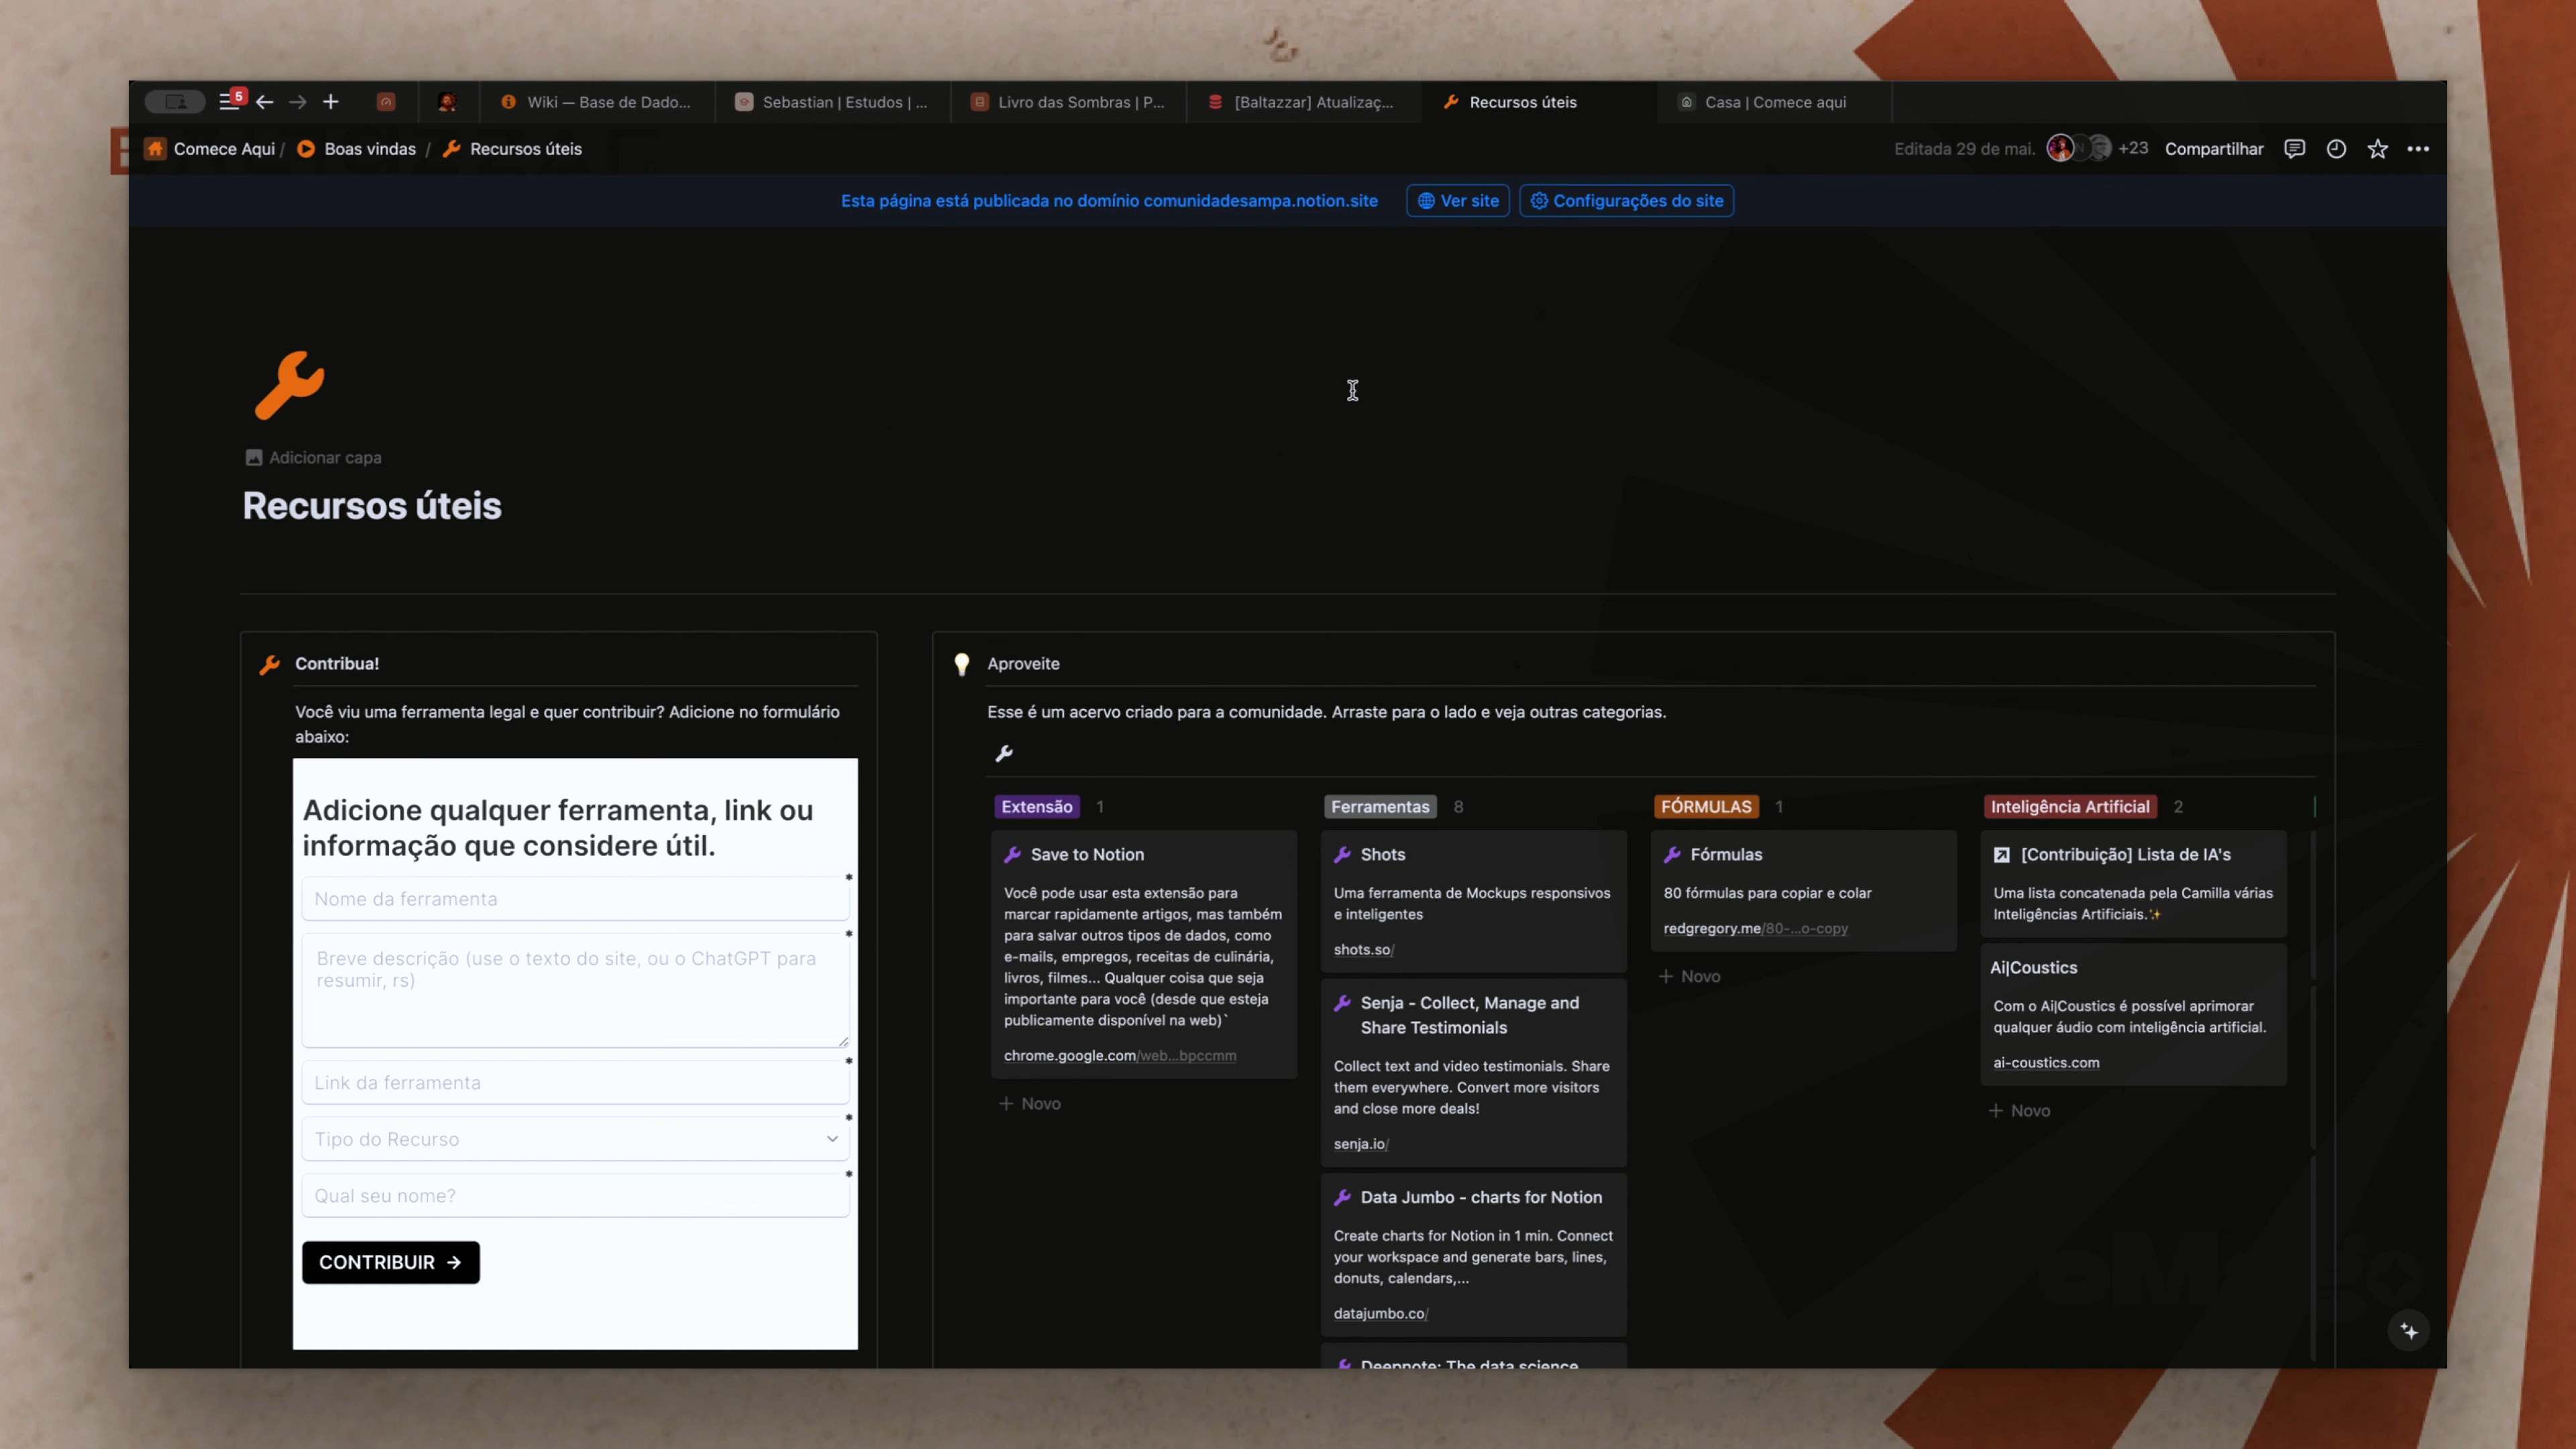 5
Wiki — Base de Dado...
Sebastian | Estudos | ...
Livro das Sombras | P...
[Baltazzar] Atualizaç...
Recursos úteis
Casa | Comece aqui
Comece Aqui / Boas vindas / Recursos úteis
Editada 29 de mai.
+23
Compartilhar
Esta página está publicada no domínio comunidadesampa.notion.site
Ver site
Configurações do site
Adicionar capa
Recursos úteis
Contribua!
Você viu uma ferramenta legal e quer contribuir? Adicione no formulário
abaixo:
Adicione qualquer ferramenta, link ou
informação que considere útil.
*
Nome da ferramenta
*
Breve descrição (use o texto do site, ou o ChatGPT para
resumir, rs)
*
Link da ferramenta
*
Tipo do Recurso
*
Qual seu nome?
CONTRIBUIR →
Aproveite
Esse é um acervo criado para a comunidade. Arraste para o lado e veja outras categorias.
Extensão 1
Save to Notion
Você pode usar esta extensão para
marcar rapidamente artigos, mas também
para salvar outros tipos de dados, como
e-mails, empregos, receitas de culinária,
livros, filmes... Qualquer coisa que seja
importante para você (desde que esteja
publicamente disponível na web)`
chrome.google.com/web...bpccmm
+ Novo
Ferramentas 8
Shots
Uma ferramenta de Mockups responsivos
e inteligentes
shots.so/
Senja - Collect, Manage and
Share Testimonials
Collect text and video testimonials. Share
them everywhere. Convert more visitors
and close more deals!
senja.io/
Data Jumbo - charts for Notion
Create charts for Notion in 1 min. Connect
your workspace and generate bars, lines,
donuts, calendars,...
datajumbo.co/
Deepnote: The data science
FÓRMULAS 1
Fórmulas
80 fórmulas para copiar e colar
redgregory.me/80-...o-copy
+ Novo
Inteligência Artificial 2
[Contribuição] Lista de IA's
Uma lista concatenada pela Camilla várias
Inteligências Artificiais.✨
Ai|Coustics
Com o Ai|Coustics é possível aprimorar
qualquer áudio com inteligência artificial.
ai-coustics.com
+ Novo